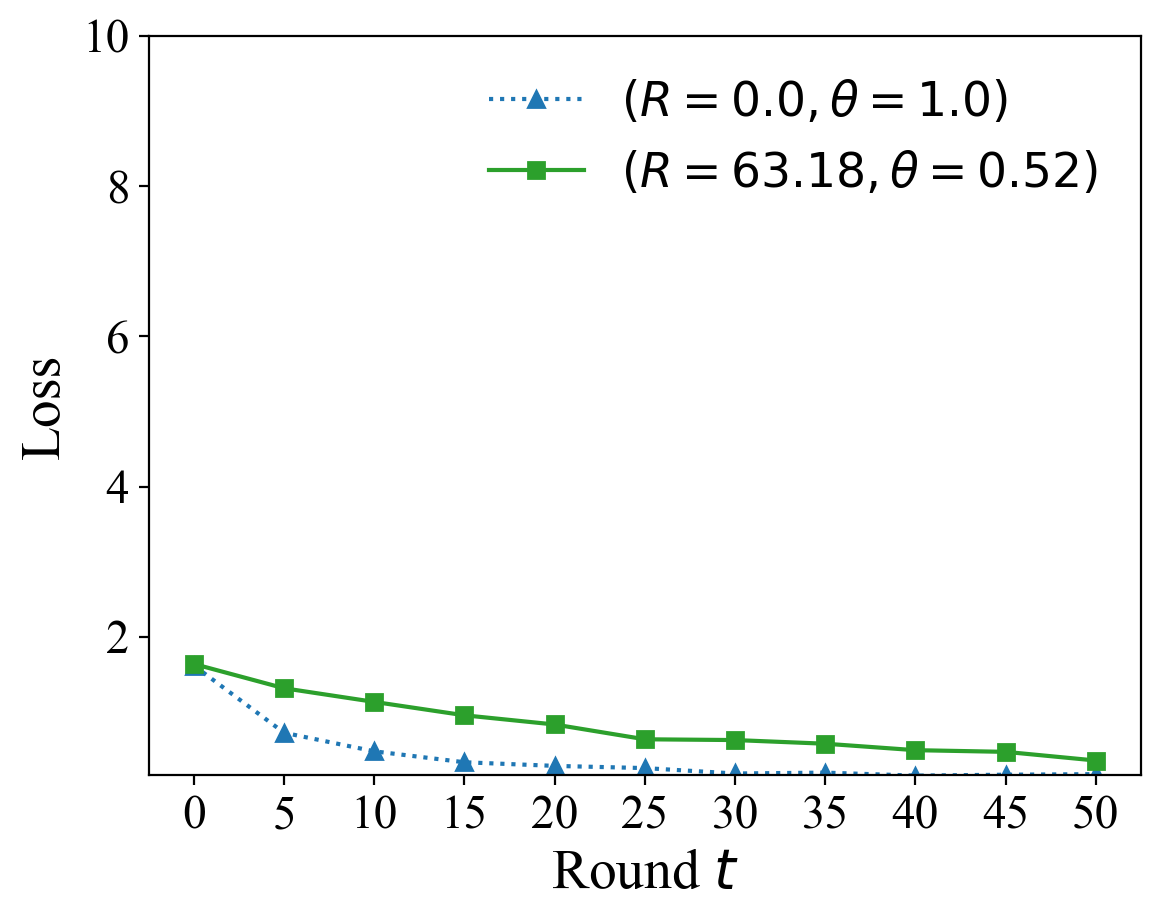 10
8
6
4
2
Loss
(R = 0.0, θ = 1.0)
(R = 63.18, θ = 0.52)
0 5 10 15 20 25 30 35 40 45 50
Round t